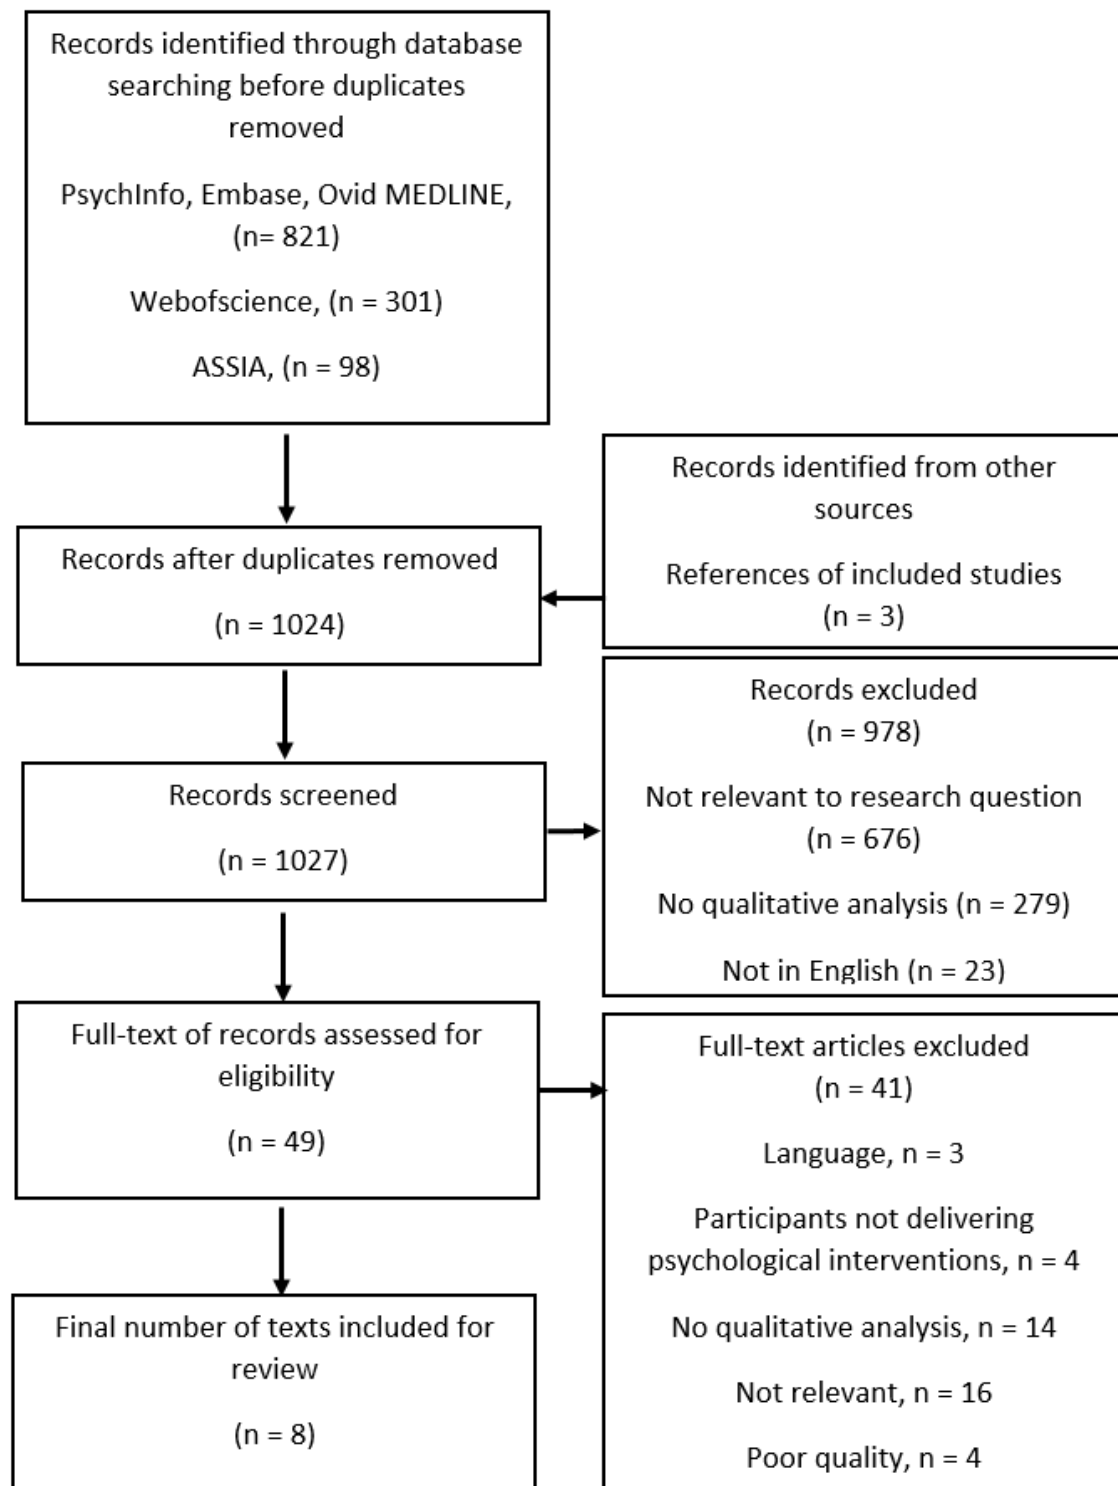 Records identified through database
searching before duplicates
removed
PsychInfo, Embase, Ovid MEDLINE,
(n= 821)
Webofscience, (n = 301)
ASSIA, (n = 98)
Records identified from other
sources
References of included studies
(n = 3)
Records after duplicates removed
(n = 1024)
Records screened
(n = 1027)
Records excluded
(n = 978)
Not relevant to research question
(n = 676)
No qualitative analysis (n = 279)
Not in English (n = 23)
Full-text of records assessed for
eligibility
(n = 49)
Full-text articles excluded
(n = 41)
Language, n = 3
Participants not delivering
psychological interventions, n = 4
No qualitative analysis, n = 14
Not relevant, n = 16
Poor quality, n = 4
Final number of texts included for
review
(n = 8)